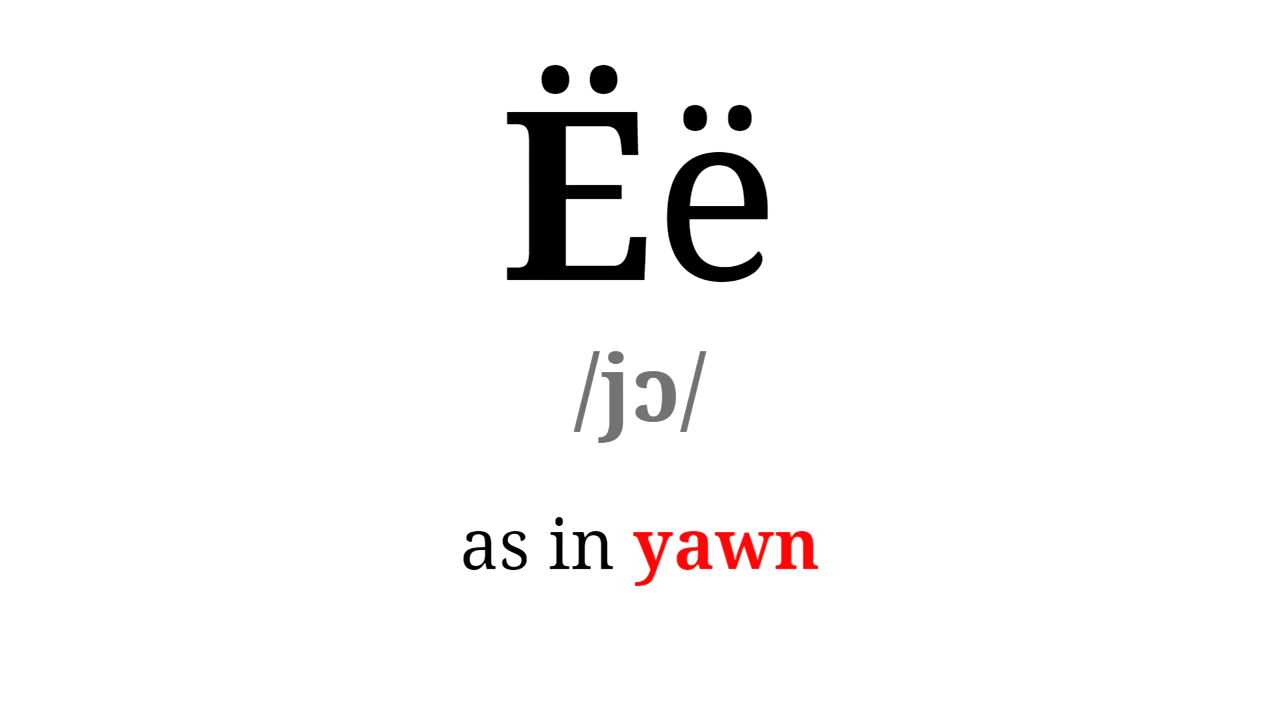 Ёё
/jɔ/
as in yawn